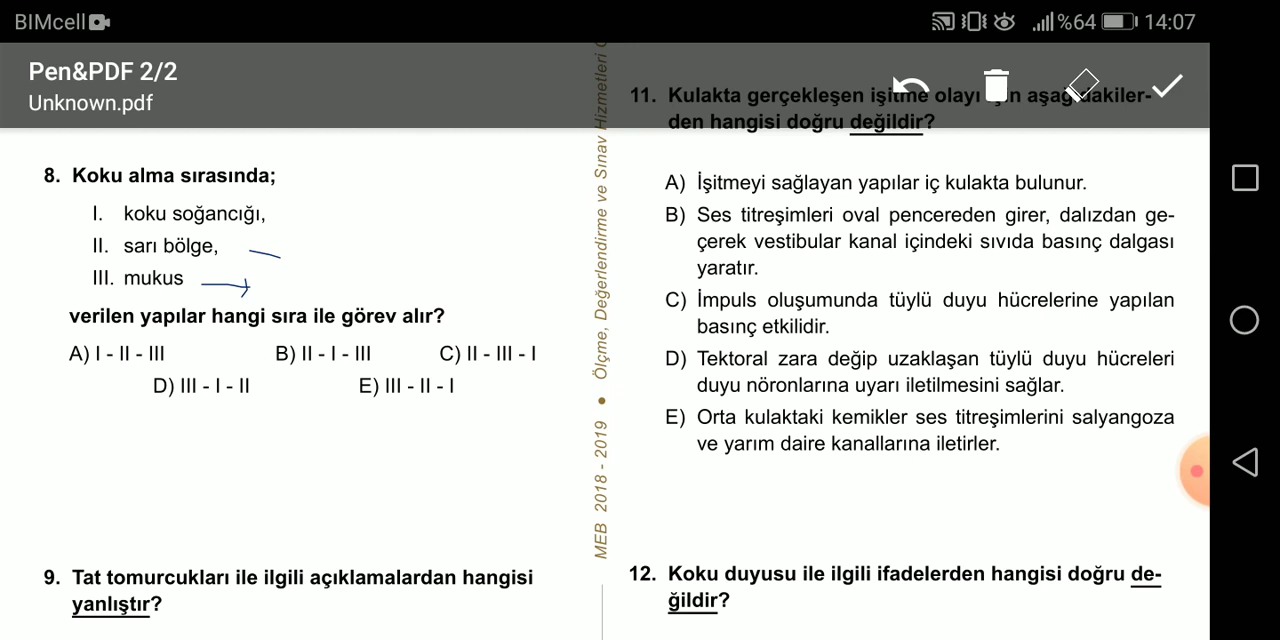 BIMcell
%64 14:07
Pen&PDF 2/2
Unknown.pdf
8. Koku alma sırasında;
I. koku soğancığı,
II. sarı bölge,
III. mukus
verilen yapılar hangi sıra ile görev alır?
A) I - II - III B) II - I - III C) II - III - I
D) III - I - II E) III - II - I
9. Tat tomurcukları ile ilgili açıklamalardan hangisi
yanlıştır?
MEB 2018 - 2019 • Ölçme, Değerlendirme ve Sınav Hizmetleri G
11. Kulakta gerçekleşen işitme olayı için aşağıdakiler-
den hangisi doğru değildir?
A) İşitmeyi sağlayan yapılar iç kulakta bulunur.
B) Ses titreşimleri oval pencereden girer, dalızdan ge-
çerek vestibular kanal içindeki sıvıda basınç dalgası
yaratır.
C) İmpuls oluşumunda tüylü duyu hücrelerine yapılan
basınç etkilidir.
D) Tektoral zara değip uzaklaşan tüylü duyu hücreleri
duyu nöronlarına uyarı iletilmesini sağlar.
E) Orta kulaktaki kemikler ses titreşimlerini salyangoza
ve yarım daire kanallarına iletirler.
12. Koku duyusu ile ilgili ifadelerden hangisi doğru de-
ğildir?